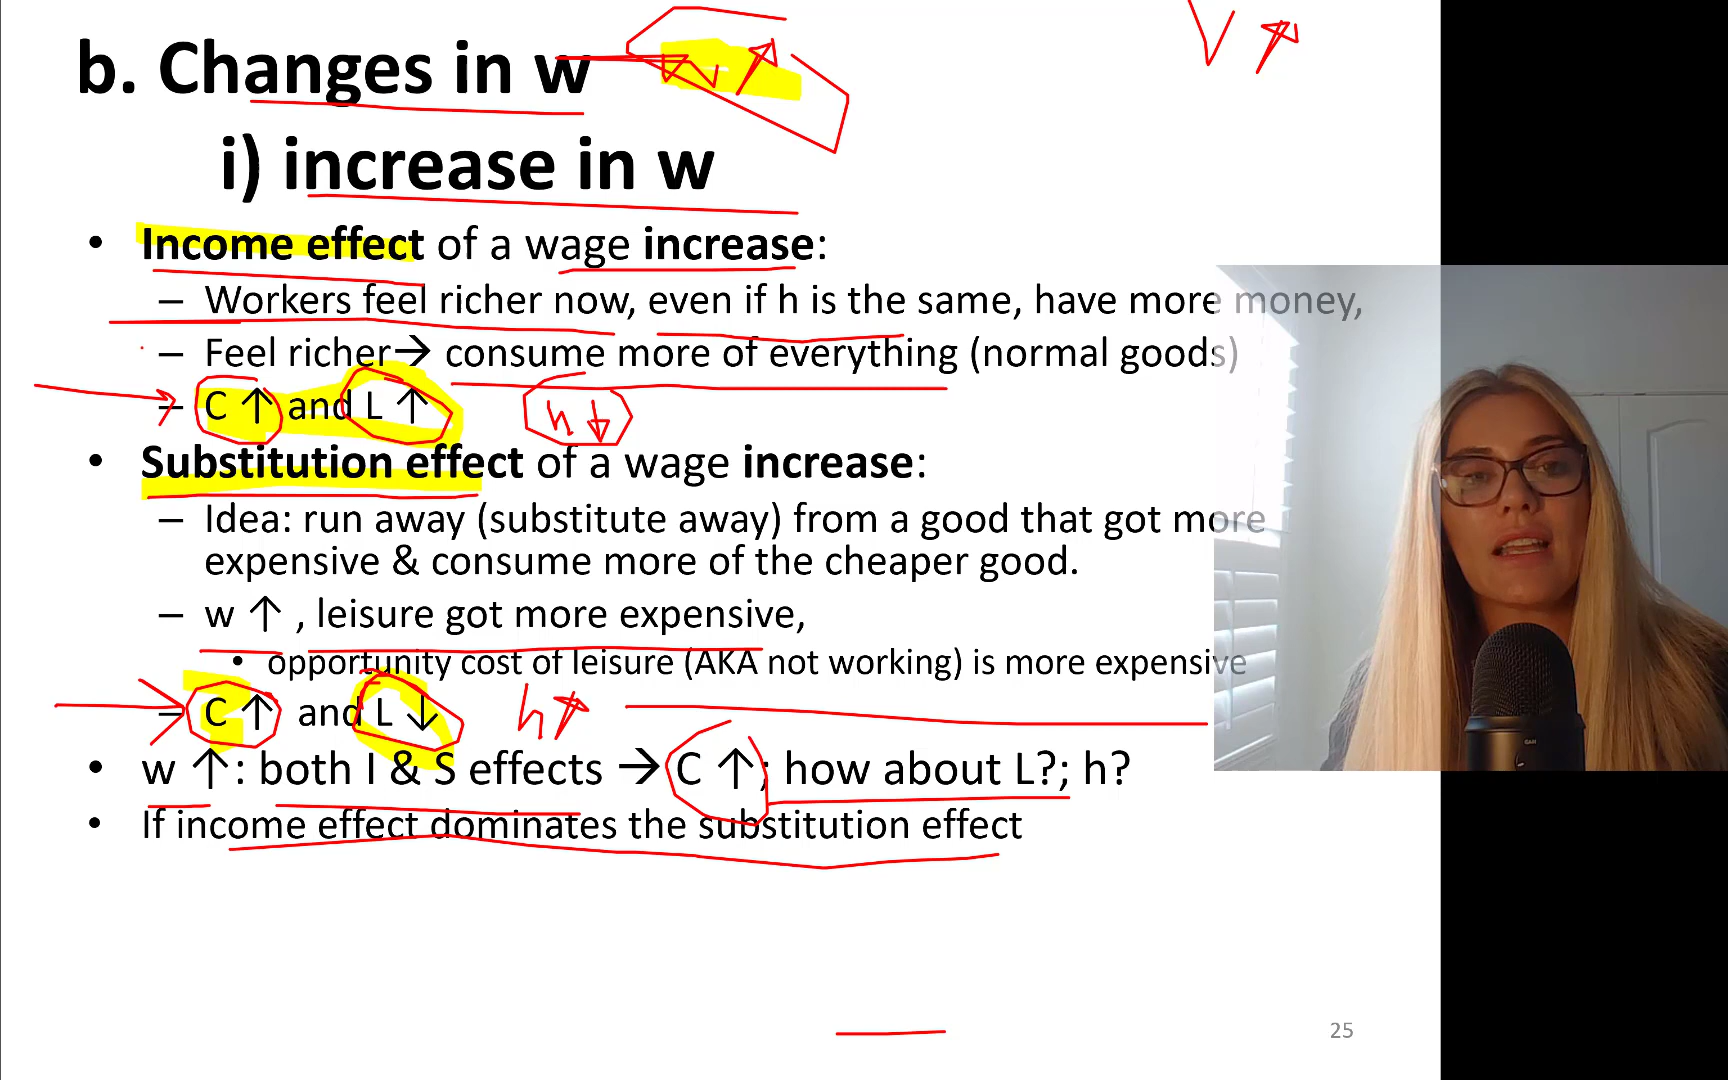 b. Changes in w
V ↑
i) increase in w
• Income effect of a wage increase:
– Workers feel richer now, even if h is the same, have more money,
– Feel richer→ consume more of everything (normal goods)
– C ↑ and L ↑ h ↓
• Substitution effect of a wage increase:
– Idea: run away (substitute away) from a good that got more
expensive & consume more of the cheaper good.
– w ↑ , leisure got more expensive,
• opportunity cost of leisure (AKA not working) is more expensive
– C ↑ and L ↓ h↑
• w ↑: both I & S effects → C ↑; how about L?; h?
• If income effect dominates the substitution effect
25